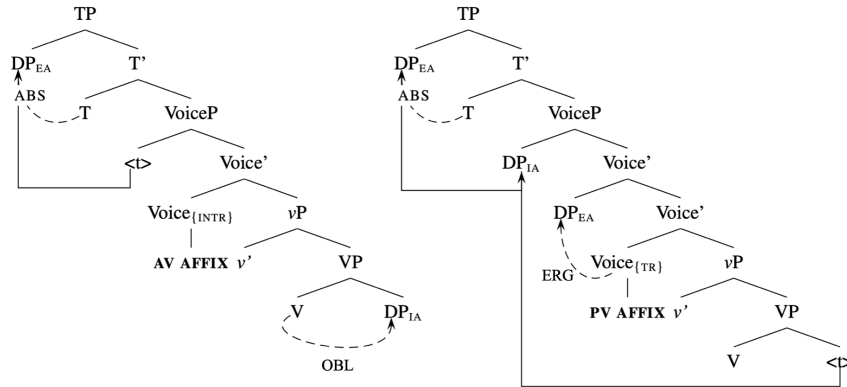 TP TP
DP_EA T' DP_EA T'
ABS T VoiceP ABS T VoiceP
<t> Voice' DP_IA Voice'
Voice_{INTR} vP DP_EA Voice'
AV AFFIX v' VP ERG Voice_{TR} vP
V DP_IA PV AFFIX v' VP
OBL V <t>